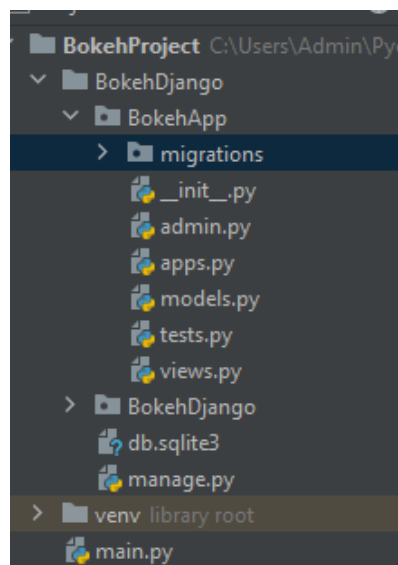 BokehProject C:\Users\Admin\Py
BokehDjango
BokehApp
migrations
__init__.py
admin.py
apps.py
models.py
tests.py
views.py
BokehDjango
db.sqlite3
manage.py
venv library root
main.py